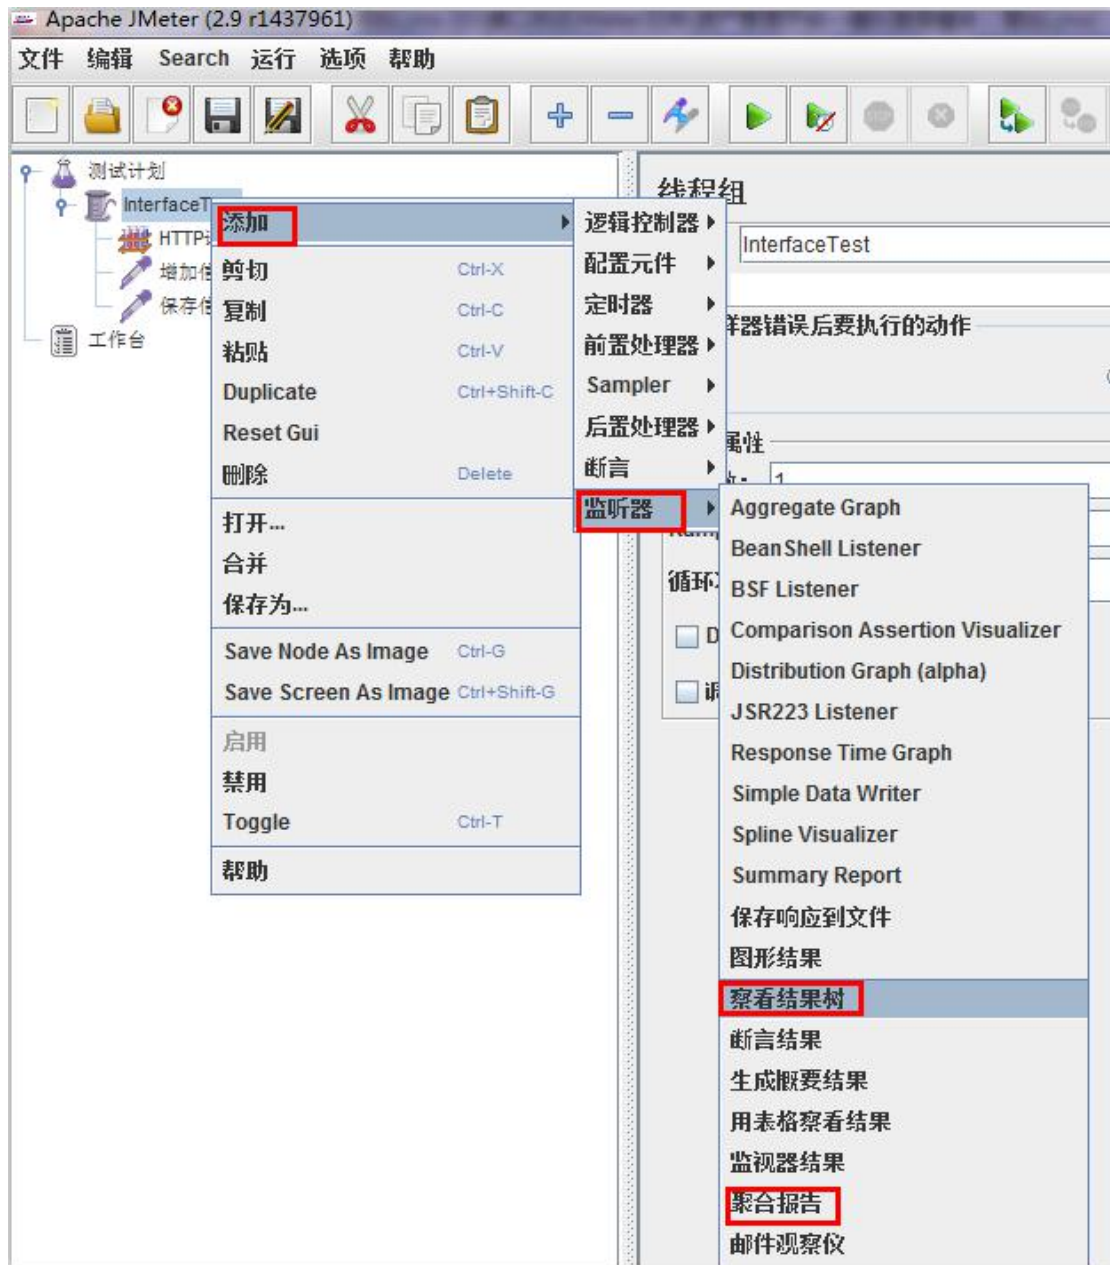 Apache JMeter (2.9 r1437961)
文件 编辑 Search 运行 选项 帮助
测试计划
InterfaceT
HTTP
增加
保存
工作台
添加
剪切 Ctrl-X
复制 Ctrl-C
粘贴 Ctrl-V
Duplicate Ctrl+Shift-C
Reset Gui
删除 Delete
打开...
合并
保存为...
Save Node As Image Ctrl-G
Save Screen As Image Ctrl+Shift-G
启用
禁用
Toggle Ctrl-T
帮助
逻辑控制器
配置元件
定时器
前置处理器
Sampler
后置处理器
断言
监听器
线程组
InterfaceTest
样器错误后要执行的动作
属性
1
循环
D
Aggregate Graph
BeanShell Listener
BSF Listener
Comparison Assertion Visualizer
Distribution Graph (alpha)
JSR223 Listener
Response Time Graph
Simple Data Writer
Spline Visualizer
Summary Report
保存响应到文件
图形结果
察看结果树
断言结果
生成概要结果
用表格察看结果
监视器结果
聚合报告
邮件观察仪